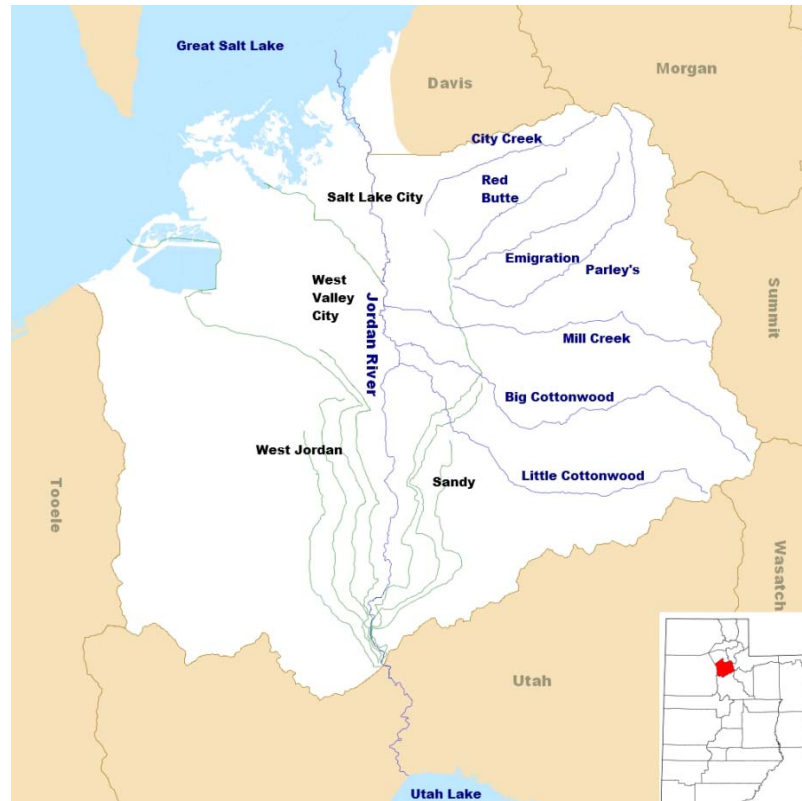 Great Salt Lake
Davis
Morgan
City Creek
Red
Butte
Salt Lake City
Emigration
Parley's
West
Valley
City
Jordan River
Summit
Mill Creek
Big Cottonwood
West Jordan
Sandy
Little Cottonwood
Tooele
Wasatch
Utah
Utah Lake